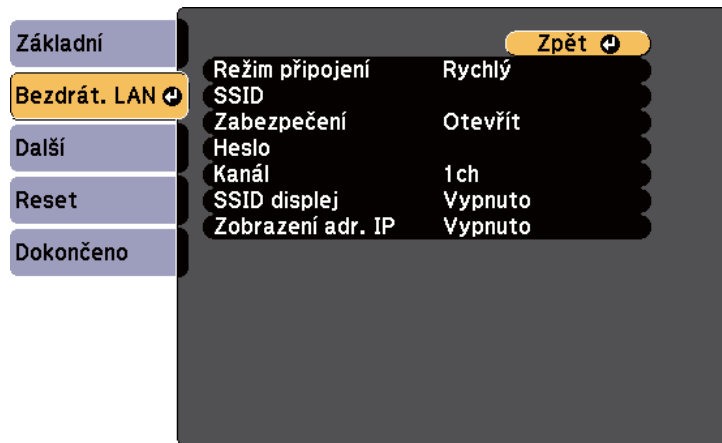 Základní
Bezdrát. LAN
Další
Reset
Dokončeno
Zpět
Režim připojení Rychlý
SSID
Zabezpečení Otevřít
Heslo
Kanál 1ch
SSID displej Vypnuto
Zobrazení adr. IP Vypnuto